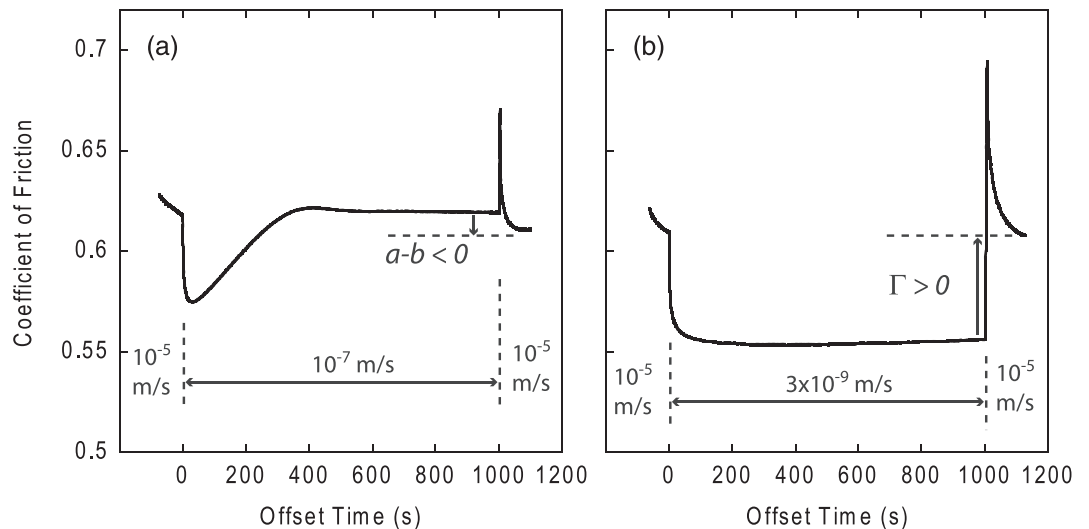 (a)
(b)
Coefficient of Friction
0.7
0.65
0.6
0.55
0.5
a-b < 0
10⁻⁵
m/s
10⁻⁷ m/s
10⁻⁵
m/s
Γ > 0
10⁻⁵
m/s
3x10⁻⁹ m/s
10⁻⁵
m/s
0 200 400 600 800 1000 1200
0 200 400 600 800 1000 1200
Offset Time (s)
Offset Time (s)